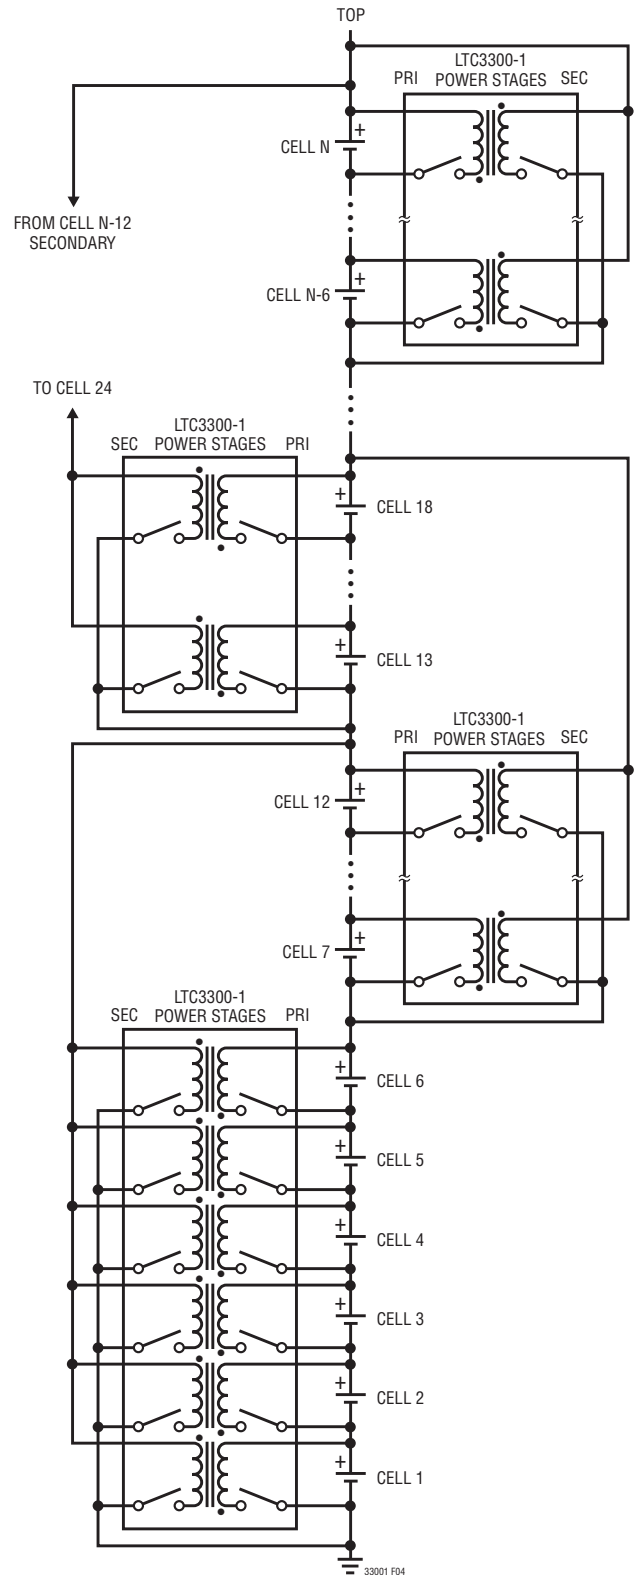 TOP
LTC3300-1
PRI POWER STAGES SEC
+
CELL N
FROM CELL N-12
SECONDARY
+
CELL N-6
TO CELL 24
LTC3300-1
SEC POWER STAGES PRI
+
CELL 18
+
CELL 13
LTC3300-1
PRI POWER STAGES SEC
+
CELL 12
+
CELL 7
LTC3300-1
SEC POWER STAGES PRI
+
CELL 6
+
CELL 5
+
CELL 4
+
CELL 3
+
CELL 2
+
CELL 1
33001 F04